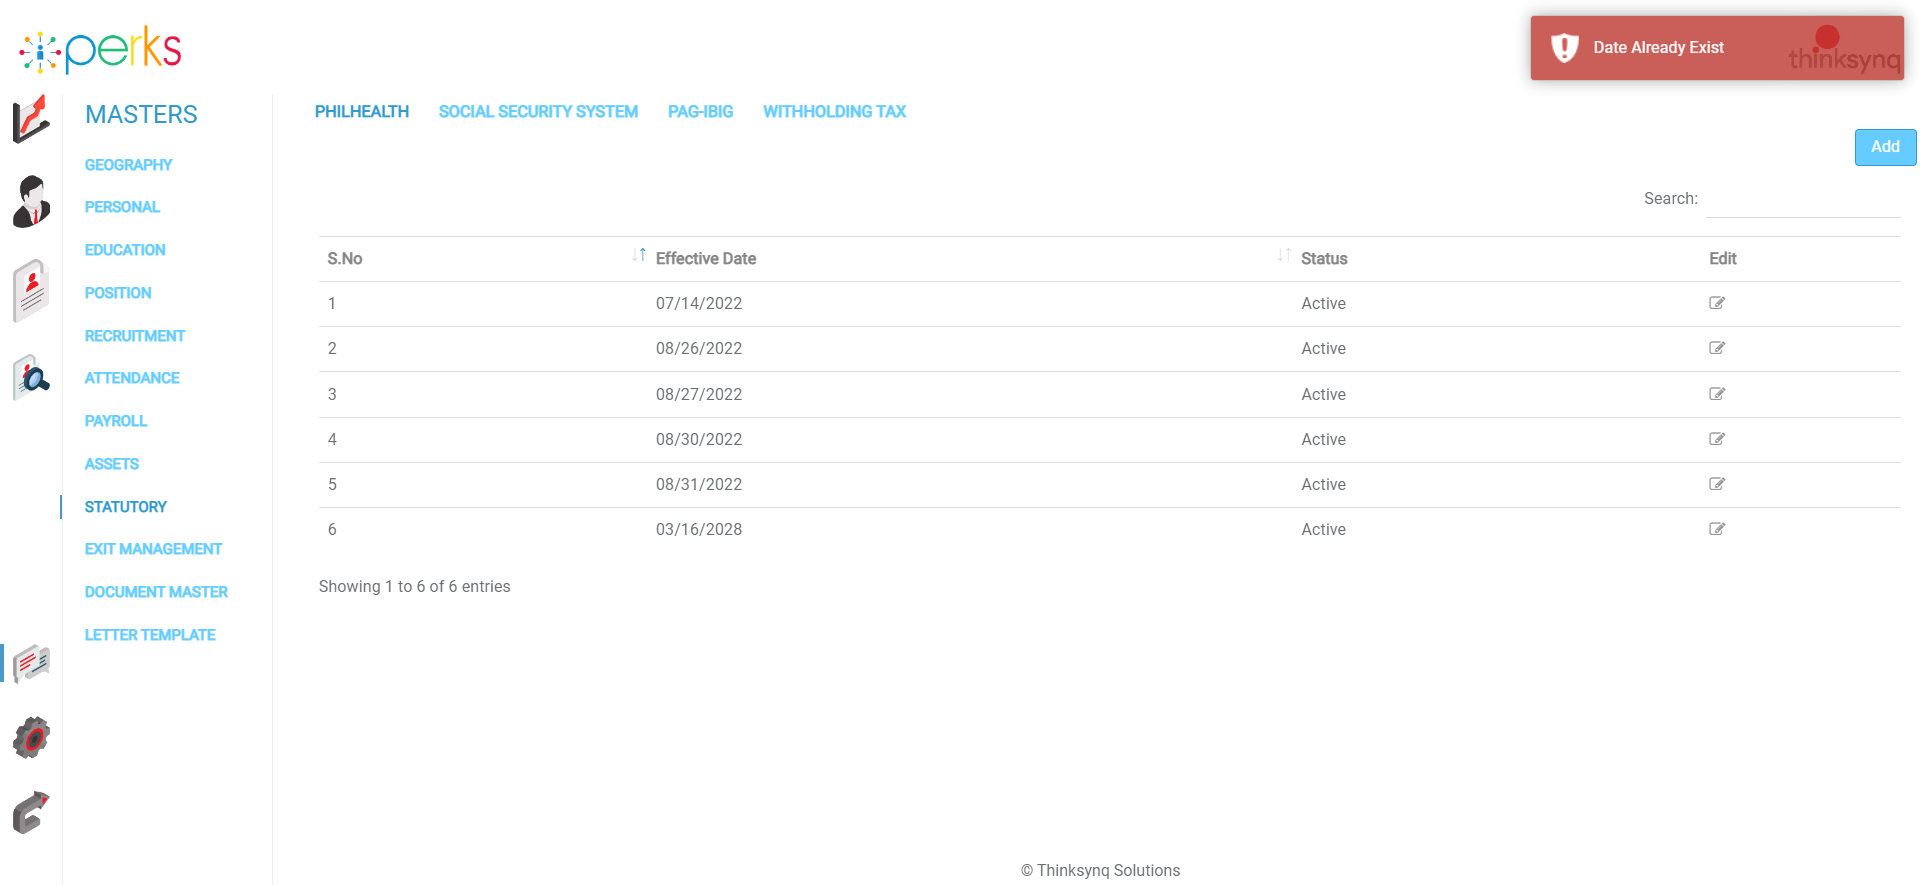 perks
Date Already Exist
thinksynq
MASTERS
GEOGRAPHY
PERSONAL
EDUCATION
POSITION
RECRUITMENT
ATTENDANCE
PAYROLL
ASSETS
STATUTORY
EXIT MANAGEMENT
DOCUMENT MASTER
LETTER TEMPLATE
PHILHEALTH SOCIAL SECURITY SYSTEM PAG-IBIG WITHHOLDING TAX
Add
Search:
S.No Effective Date Status Edit
1 07/14/2022 Active
2 08/26/2022 Active
3 08/27/2022 Active
4 08/30/2022 Active
5 08/31/2022 Active
6 03/16/2028 Active
Showing 1 to 6 of 6 entries
© Thinksynq Solutions